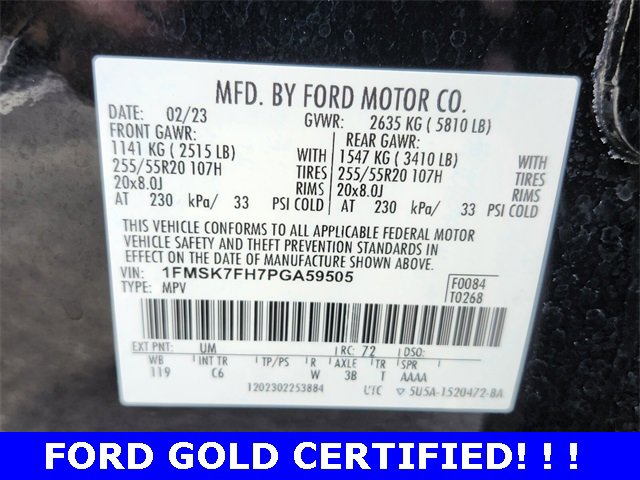 MFD. BY FORD MOTOR CO.
DATE: 02/23 GVWR: 2635 KG ( 5810 LB)
FRONT GAWR: REAR GAWR:
1141 KG ( 2515 LB) WITH 1547 KG ( 3410 LB) WITH
255/55R20 107H TIRES 255/55R20 107H TIRES
20x8.0J RIMS 20x8.0J RIMS
AT 230 kPa/ 33 PSI COLD AT 230 kPa/ 33 PSI COLD
THIS VEHICLE CONFORMS TO ALL APPLICABLE FEDERAL MOTOR
VEHICLE SAFETY AND THEFT PREVENTION STANDARDS IN EFFECT ON
THE DATE OF MANUFACTURE SHOWN ABOVE.
VIN: 1FMSK7FH7PGA59505 F0084
TYPE: MPV T0268
EXT PNT: UM RC: 72 DSO:
WB INT TR TP/PS R AXLE TR SPR
119 C6 W 3B T AAAA
1202302253884 UTC ▽ 5U5A-1520472-BA
FORD GOLD CERTIFIED! ! !